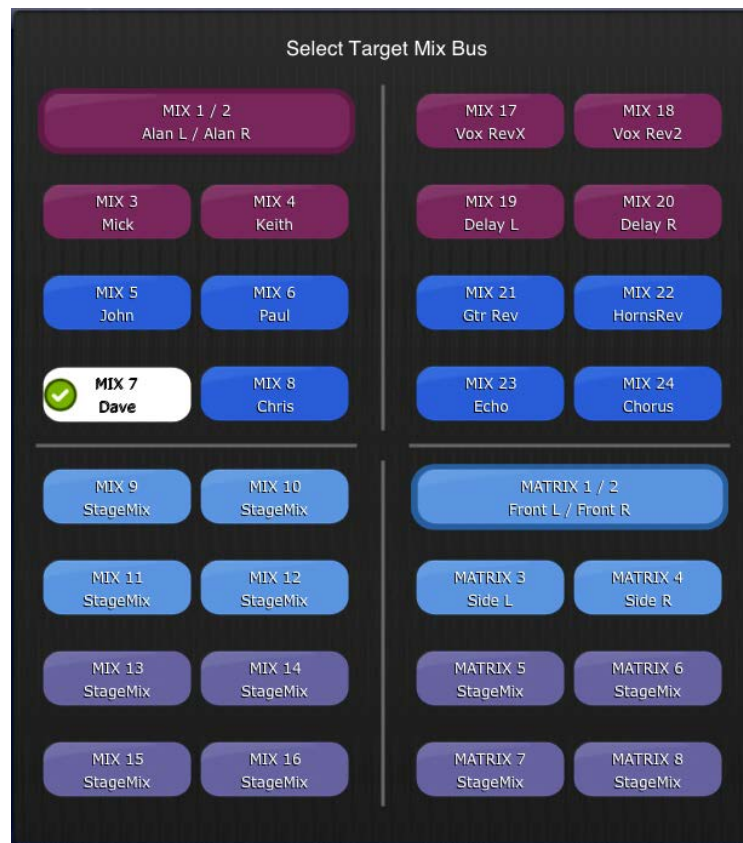 Select Target Mix Bus
MIX 1 / 2
Alan L / Alan R
MIX 3
Mick
MIX 4
Keith
MIX 5
John
MIX 6
Paul
MIX 7
Dave
MIX 8
Chris
MIX 17
Vox RevX
MIX 18
Vox Rev2
MIX 19
Delay L
MIX 20
Delay R
MIX 21
Gtr Rev
MIX 22
HornsRev
MIX 23
Echo
MIX 24
Chorus
MIX 9
StageMix
MIX 10
StageMix
MIX 11
StageMix
MIX 12
StageMix
MIX 13
StageMix
MIX 14
StageMix
MIX 15
StageMix
MIX 16
StageMix
MATRIX 1 / 2
Front L / Front R
MATRIX 3
Side L
MATRIX 4
Side R
MATRIX 5
StageMix
MATRIX 6
StageMix
MATRIX 7
StageMix
MATRIX 8
StageMix